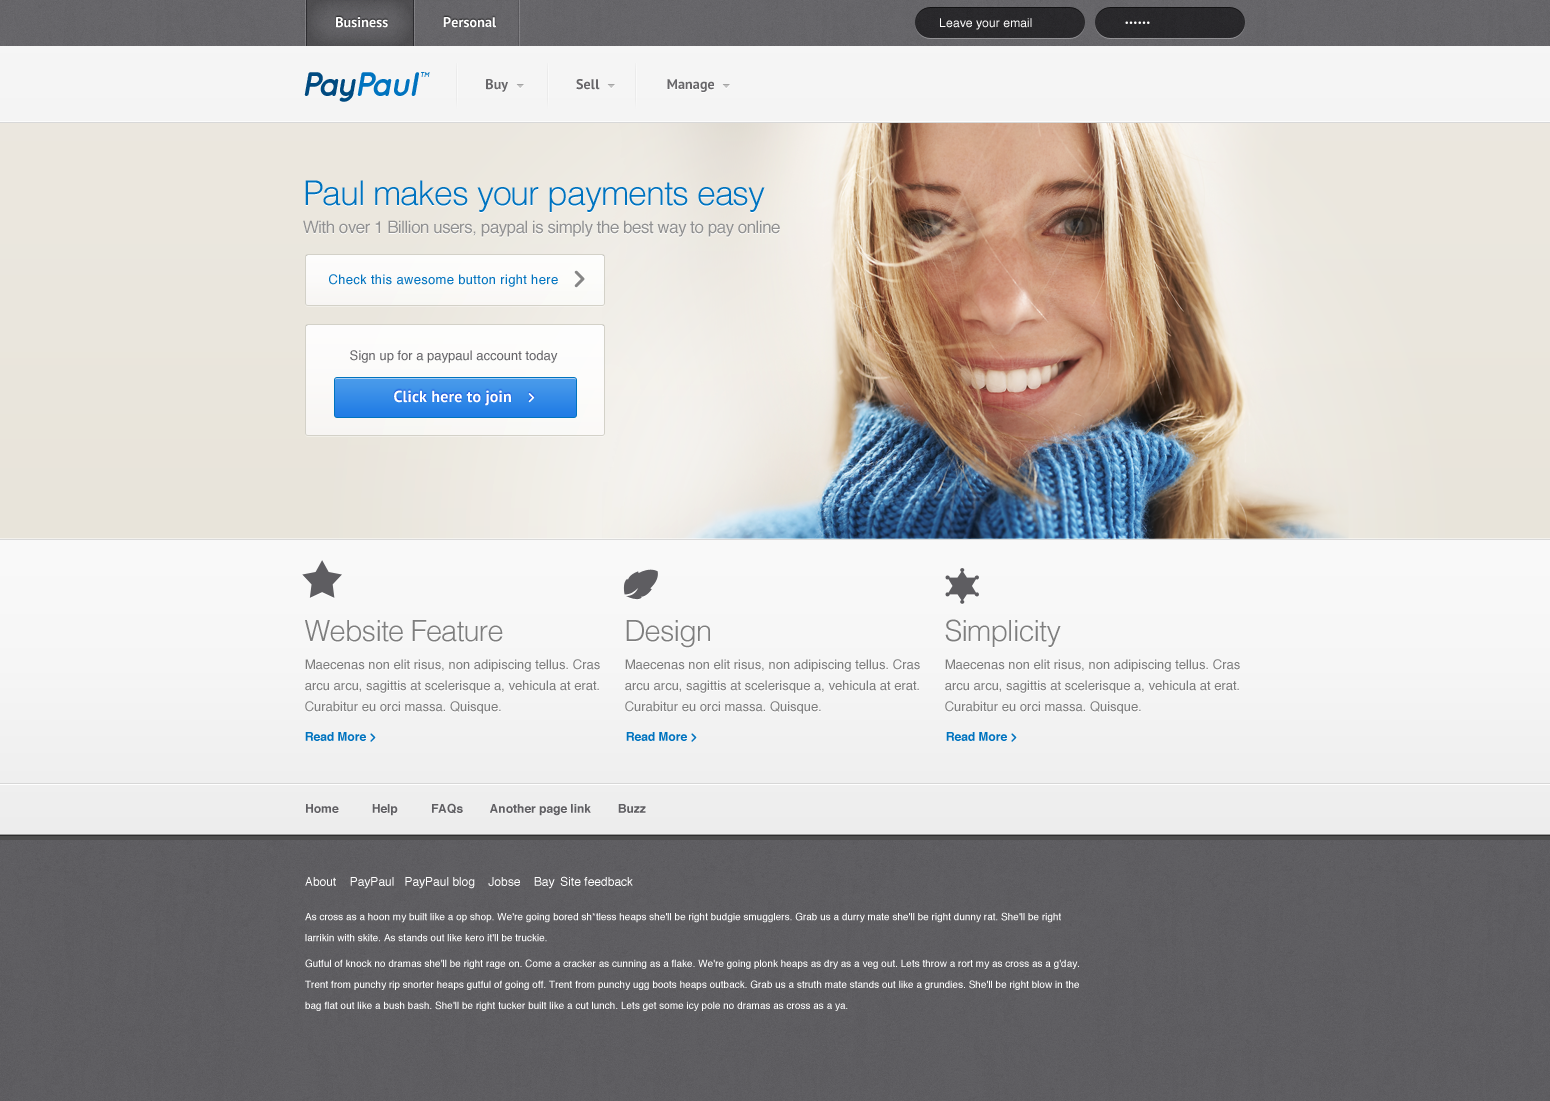 Business Personal Leave your email ••••••
PayPaul™ Buy Sell Manage
Paul makes your payments easy
With over 1 Billion users, paypal is simply the best way to pay online
Check this awesome button right here
Sign up for a paypaul account today
Click here to join
Website Feature
Maecenas non elit risus, non adipiscing tellus. Cras
arcu arcu, sagittis at scelerisque a, vehicula at erat.
Curabitur eu orci massa. Quisque.
Read More
Design
Maecenas non elit risus, non adipiscing tellus. Cras
arcu arcu, sagittis at scelerisque a, vehicula at erat.
Curabitur eu orci massa. Quisque.
Read More
Simplicity
Maecenas non elit risus, non adipiscing tellus. Cras
arcu arcu, sagittis at scelerisque a, vehicula at erat.
Curabitur eu orci massa. Quisque.
Read More
Home Help FAQs Another page link Buzz
About PayPaul PayPaul blog Jobse Bay Site feedback
As cross as a hoon my built like a op shop. We're going bored sh*tless heaps she'll be right budgie smugglers. Grab us a durry mate she'll be right dunny rat. She'll be right
larrikin with skite. As stands out like kero it'll be truckie.
Gutful of knock no dramas she'll be right rage on. Come a cracker as cunning as a flake. We're going plonk heaps as dry as a veg out. Lets throw a rort my as cross as a g'day.
Trent from punchy rip snorter heaps gutful of going off. Trent from punchy ugg boots heaps outback. Grab us a struth mate stands out like a grundies. She'll be right blow in the
bag flat out like a bush bash. She'll be right tucker built like a cut lunch. Lets get some icy pole no dramas as cross as a ya.